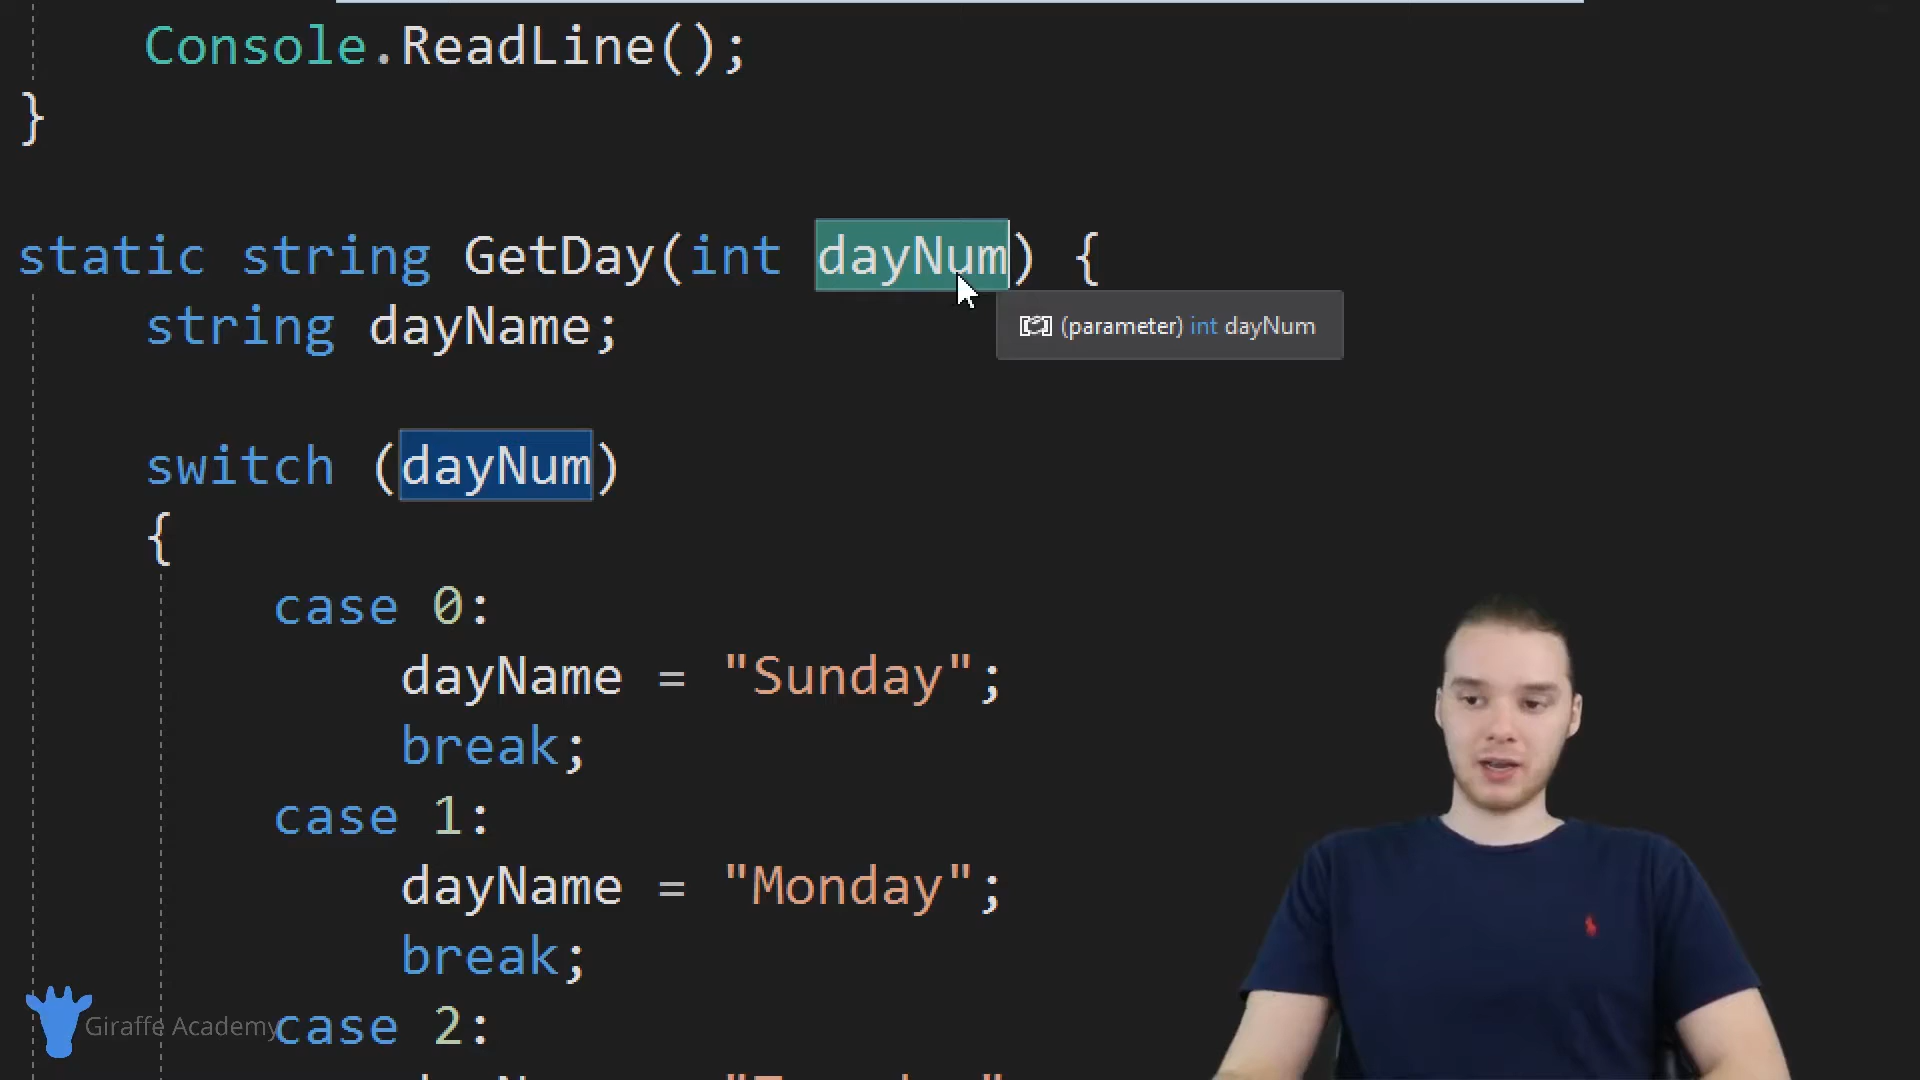 Console.ReadLine();
}
static string GetDay(int dayNum) {
(parameter) int dayNum
string dayName;
switch (dayNum)
{
case 0:
dayName = "Sunday";
break;
case 1:
dayName = "Monday";
break;
Giraffe Academy
case 2: